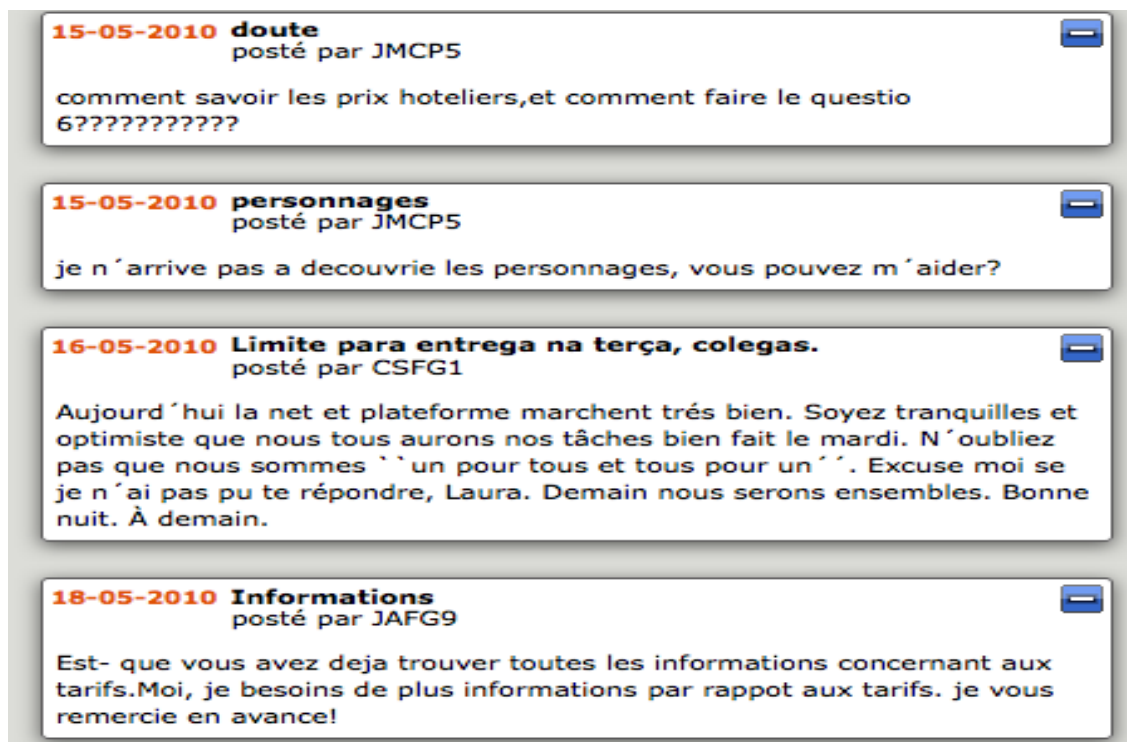 15-05-2010 doute
posté par JMCP5
comment savoir les prix hoteliers,et comment faire le questio
6???????????
15-05-2010 personnages
posté par JMCP5
je n´arrive pas a decouvrie les personnages, vous pouvez m´aider?
16-05-2010 Limite para entrega na terça, colegas.
posté par CSFG1
Aujourd´hui la net et plateforme marchent trés bien. Soyez tranquilles et
optimiste que nous tous aurons nos tâches bien fait le mardi. N´oubliez
pas que nous sommes ``un pour tous et tous pour un´´. Excuse moi se
je n´ai pas pu te répondre, Laura. Demain nous serons ensembles. Bonne
nuit. À demain.
18-05-2010 Informations
posté par JAFG9
Est- que vous avez deja trouver toutes les informations concernant aux
tarifs.Moi, je besoins de plus informations par rappot aux tarifs. je vous
remercie en avance!